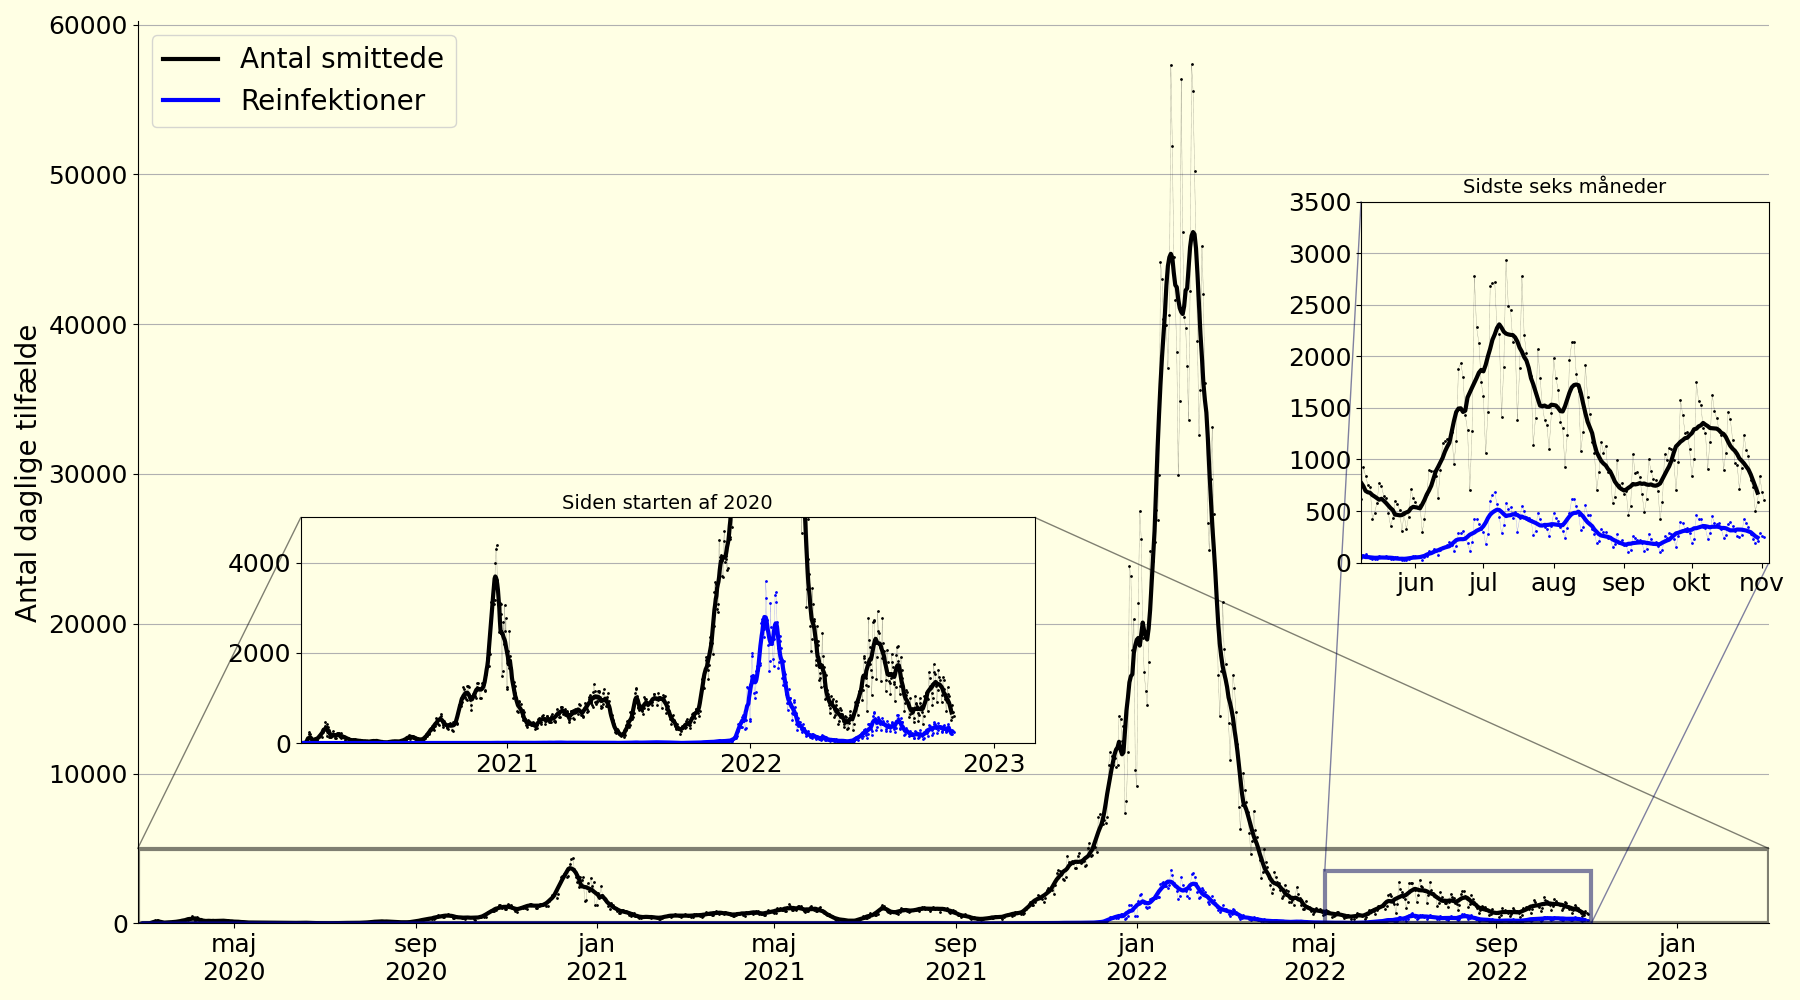 Antal daglige tilfælde
60000
50000
40000
30000
20000
10000
0
Antal smittede
Reinfektioner
Sidste seks måneder
3500
3000
2500
2000
1500
1000
500
0
jun jul aug sep okt nov
Siden starten af 2020
4000
2000
0
2021 2022 2023
maj sep jan maj sep jan maj sep jan
2020 2020 2021 2021 2021 2022 2022 2022 2023